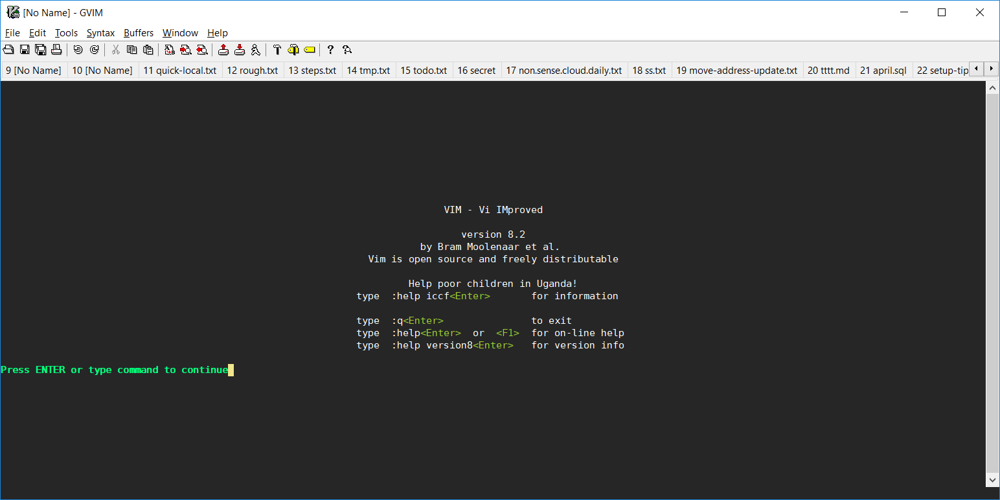 [No Name] - GVIM
File Edit Tools Syntax Buffers Window Help
9 [No Name] 10 [No Name] 11 quick-local.txt 12 rough.txt 13 steps.txt 14 tmp.txt 15 todo.txt 16 secret 17 non.sense.cloud.daily.txt 18 ss.txt 19 move-address-update.txt 20 tttt.md 21 april.sql 22 setup-tip
VIM - Vi IMproved
version 8.2
by Bram Moolenaar et al.
Vim is open source and freely distributable
Help poor children in Uganda!
type :help iccf<Enter> for information
type :q<Enter> to exit
type :help<Enter> or <F1> for on-line help
type :help version8<Enter> for version info
Press ENTER or type command to continue